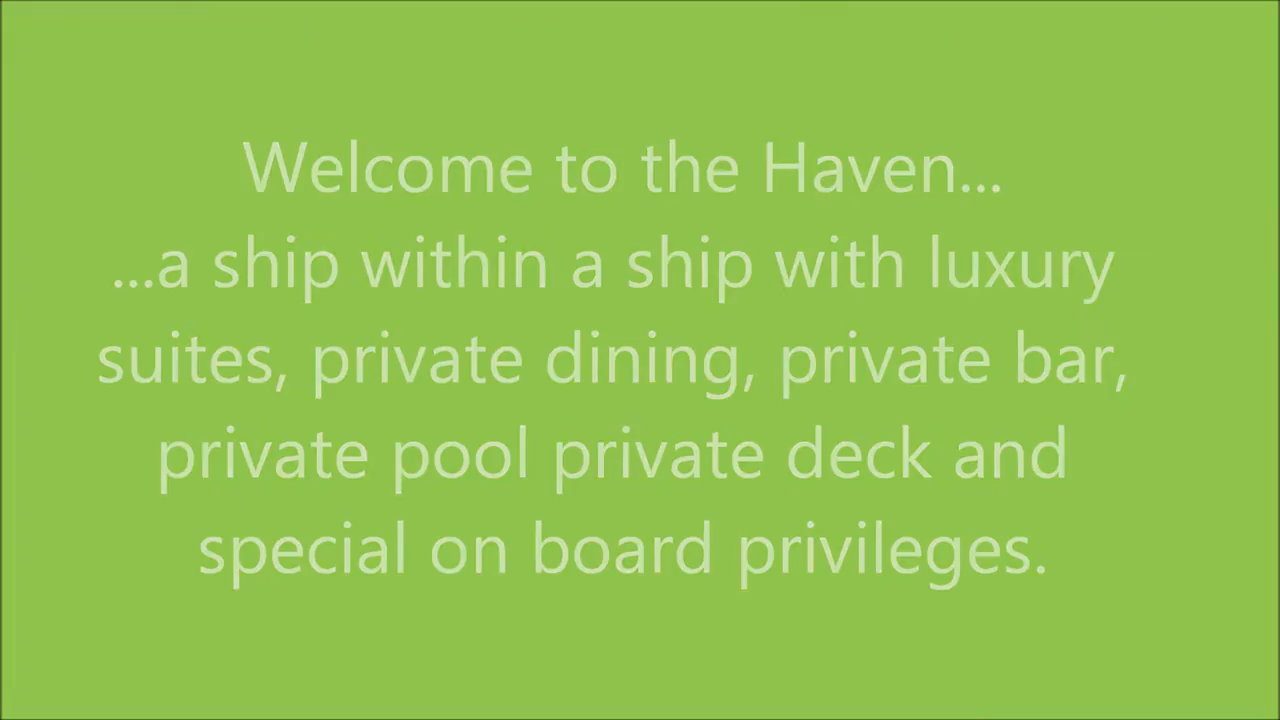 Welcome to the Haven...
...a ship within a ship with luxury
suites, private dining, private bar,
private pool private deck and
special on board privileges.